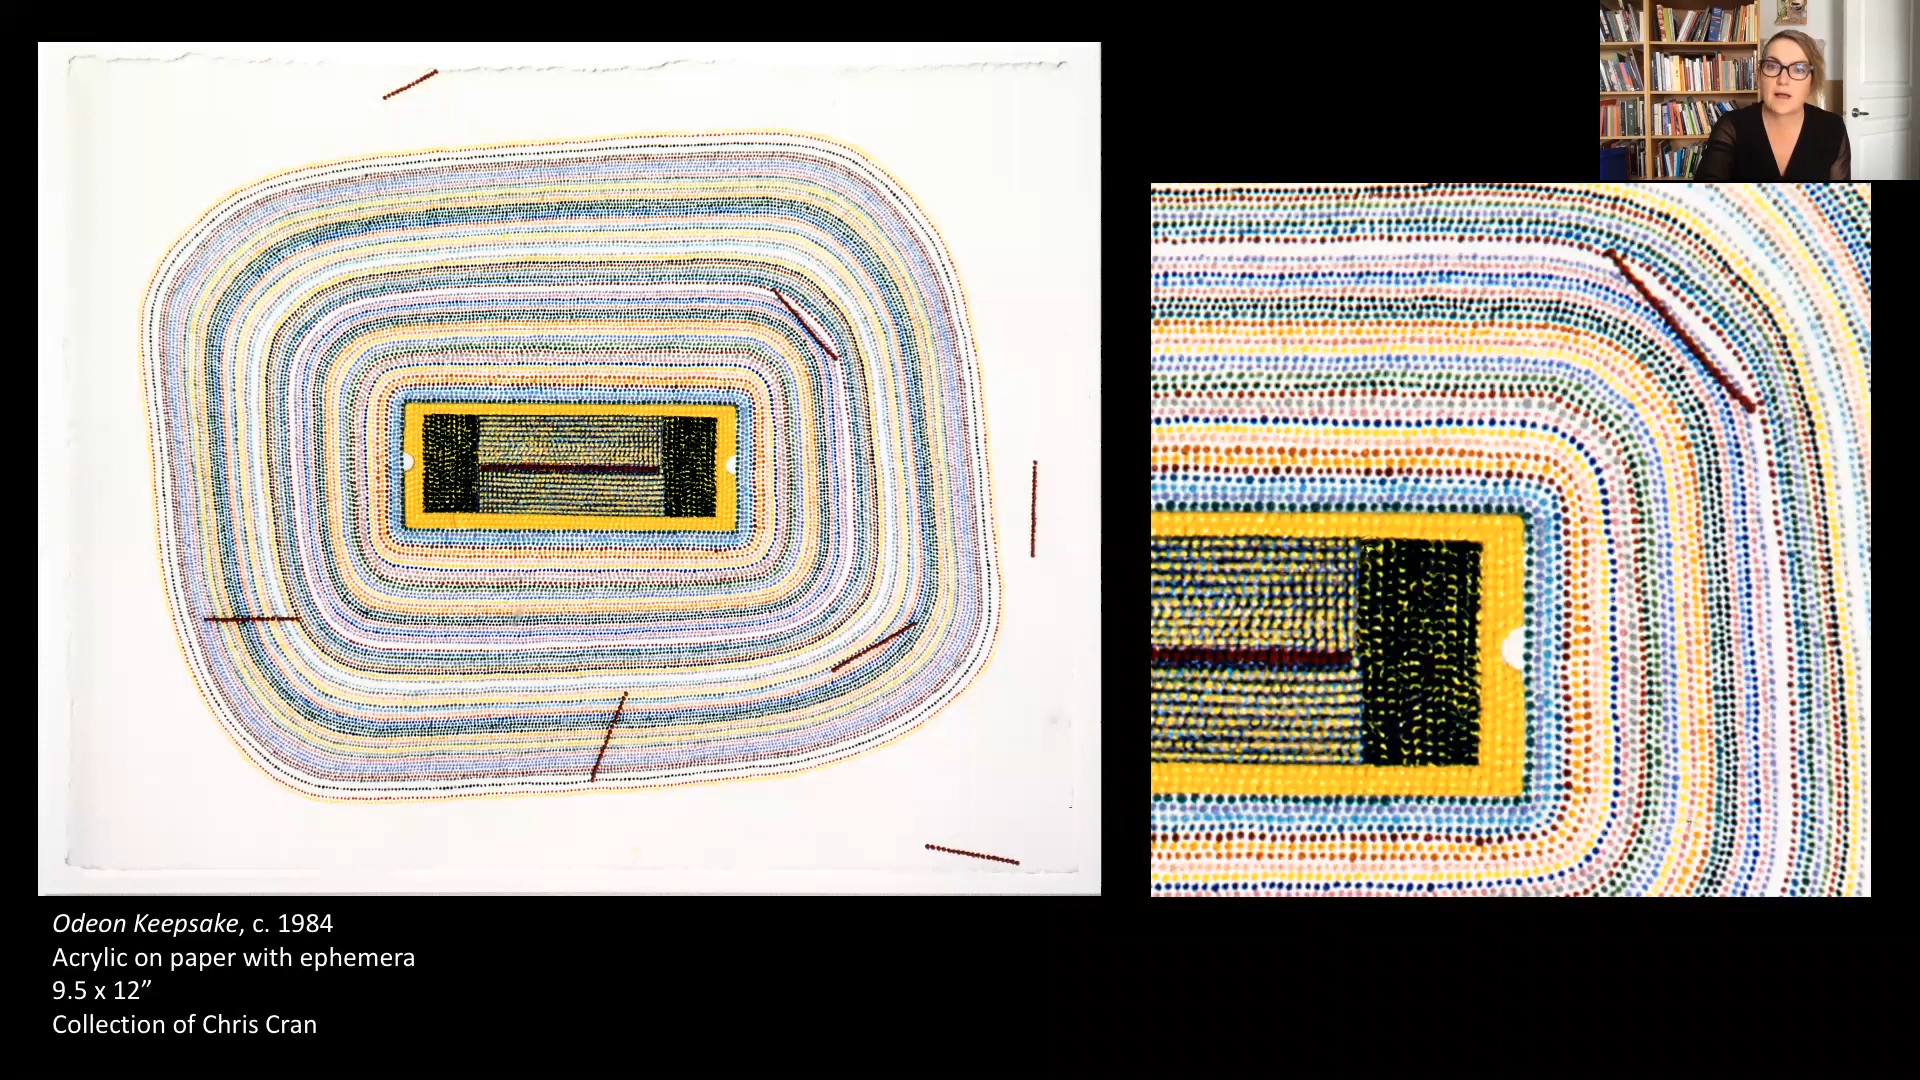 Odeon Keepsake, c. 1984
Acrylic on paper with ephemera
9.5 x 12”
Collection of Chris Cran